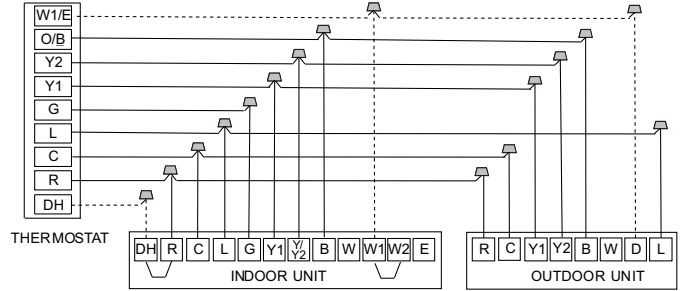 W1/E
O/B
Y2
Y1
G
L
C
R
DH
THERMOSTAT
DH R C L G Y1 Y/Y2 B W W1 W2 E
INDOOR UNIT
R C Y1 Y2 B W D L
OUTDOOR UNIT